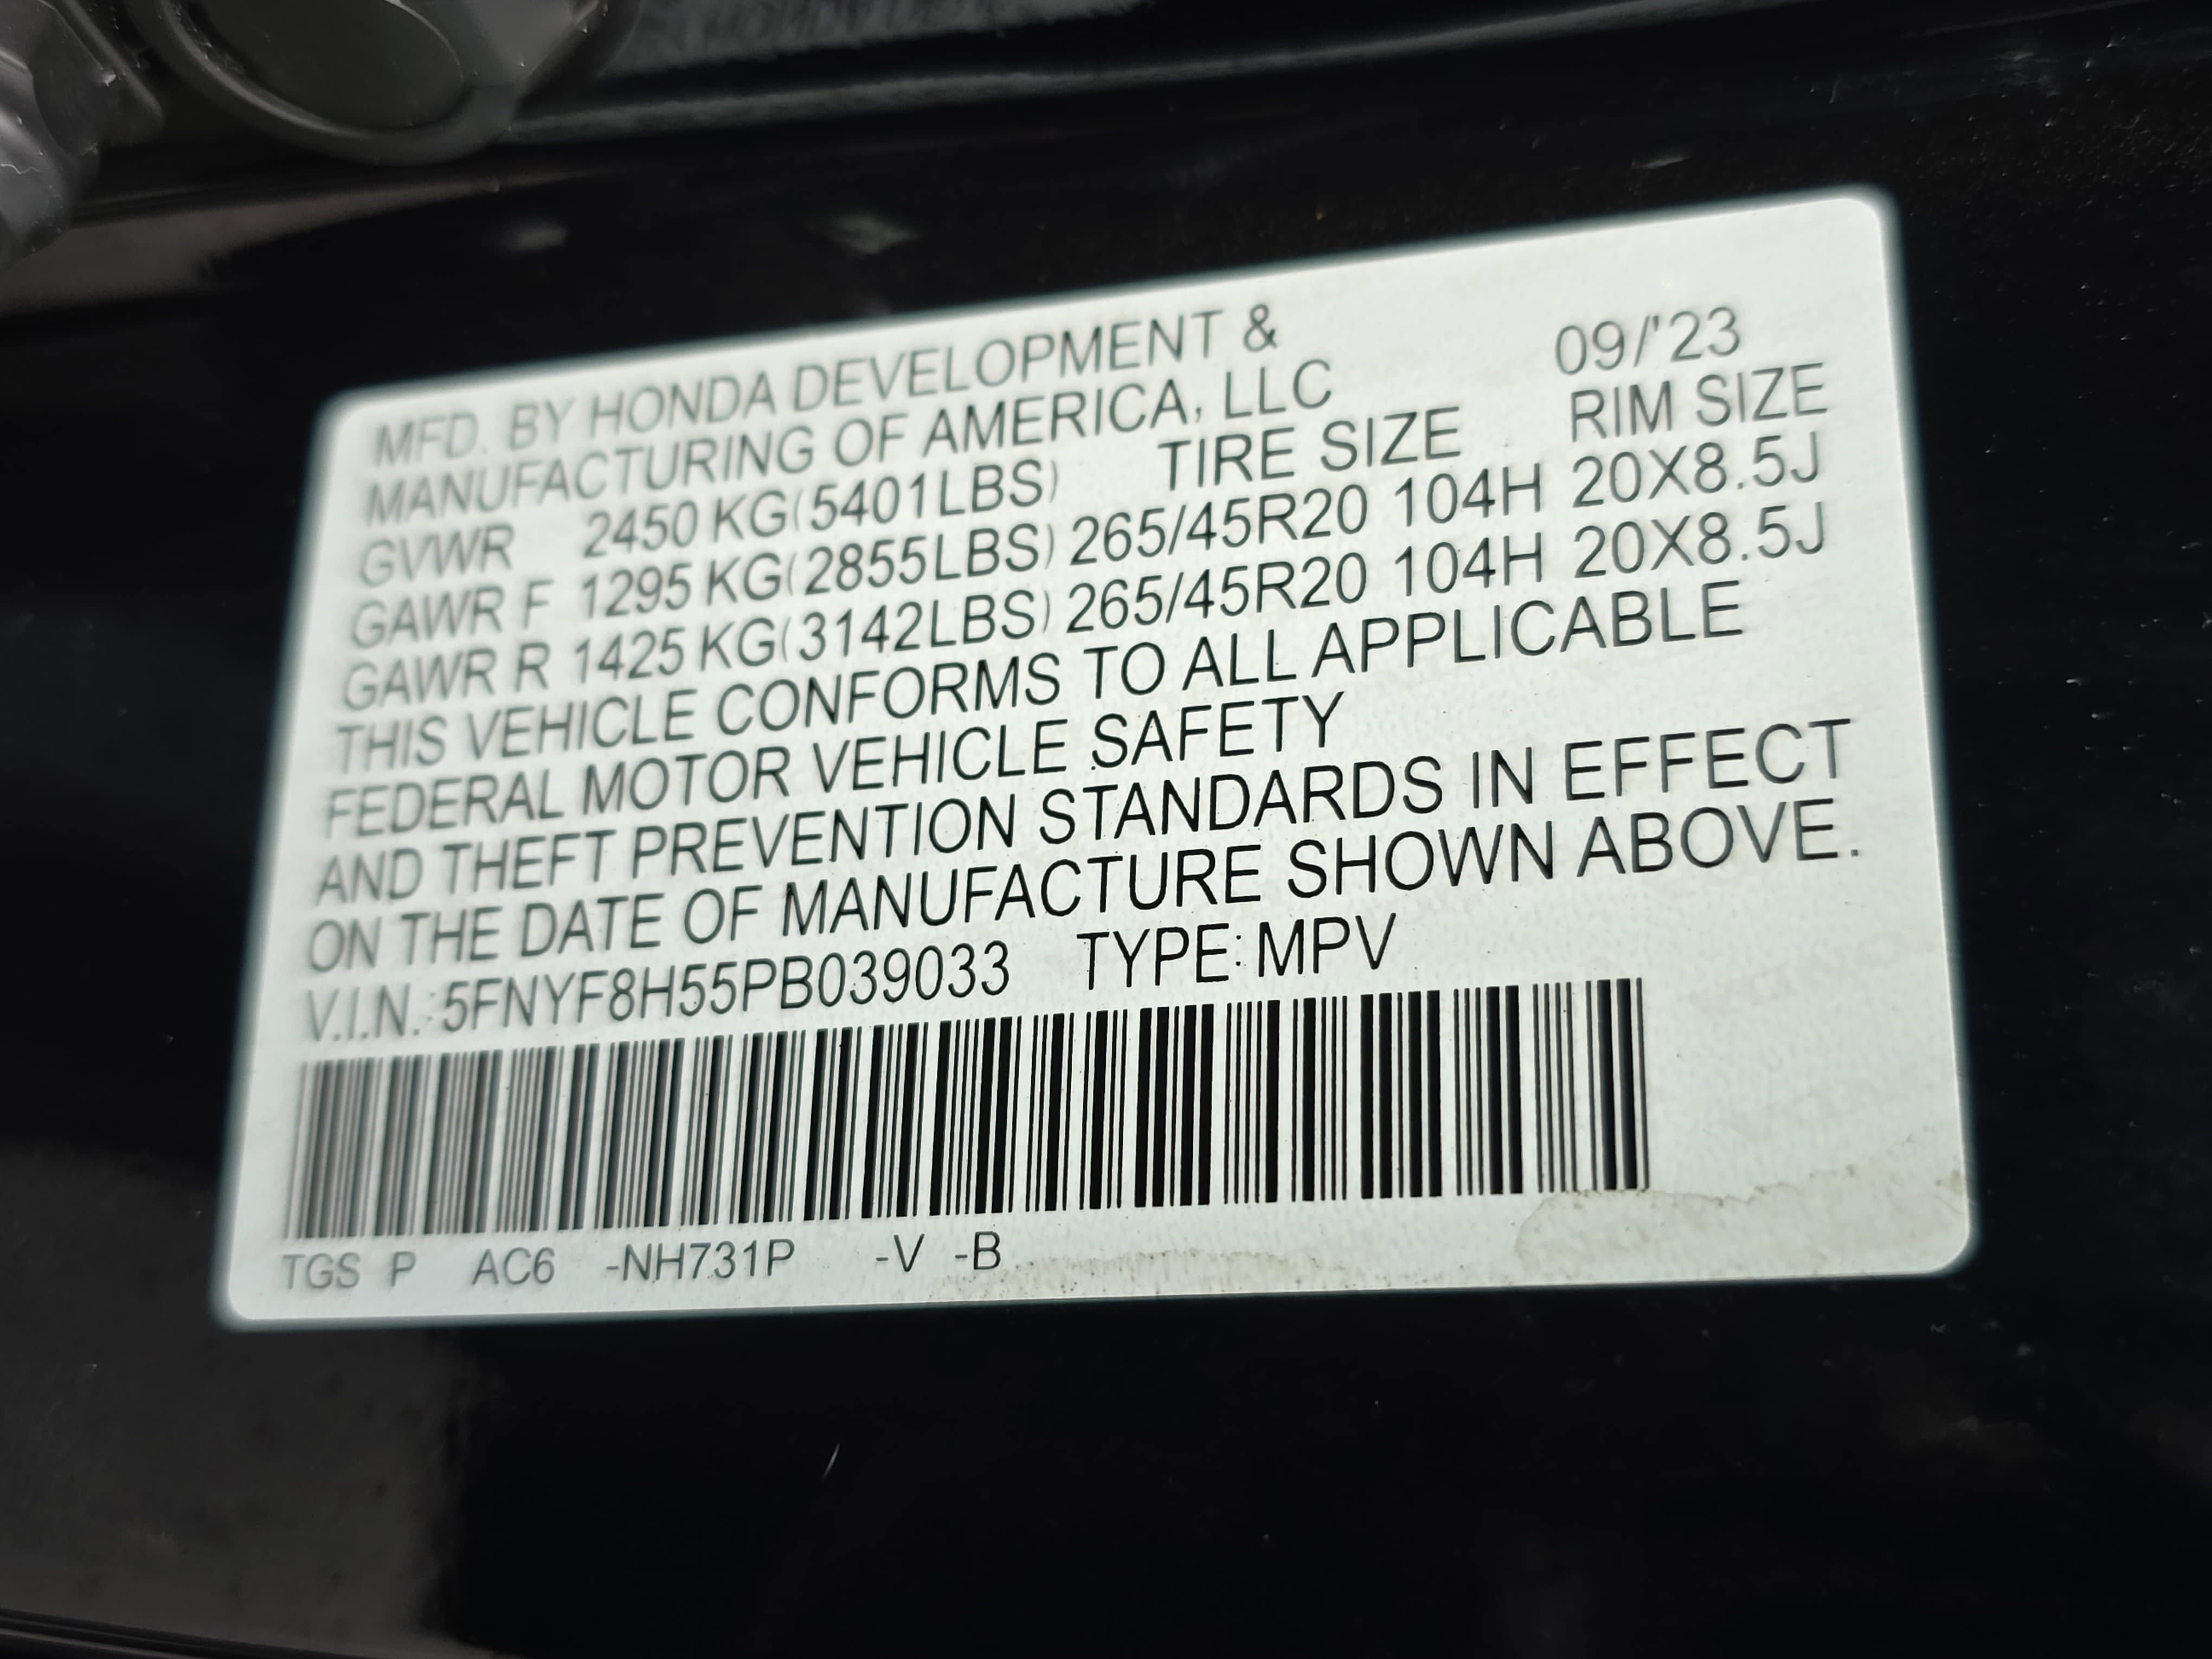 MFD. BY HONDA DEVELOPMENT & 09/'23
MANUFACTURING OF AMERICA, LLC RIM SIZE
GVWR 2450 KG(5401LBS) TIRE SIZE
GAWR F 1295 KG(2855LBS) 265/45R20 104H 20X8.5J
GAWR R 1425 KG(3142LBS) 265/45R20 104H 20X8.5J
THIS VEHICLE CONFORMS TO ALL APPLICABLE
FEDERAL MOTOR VEHICLE SAFETY
AND THEFT PREVENTION STANDARDS IN EFFECT
ON THE DATE OF MANUFACTURE SHOWN ABOVE.
V.I.N.: 5FNYF8H55PB039033 TYPE: MPV
TGS P AC6 -NH731P -V -B